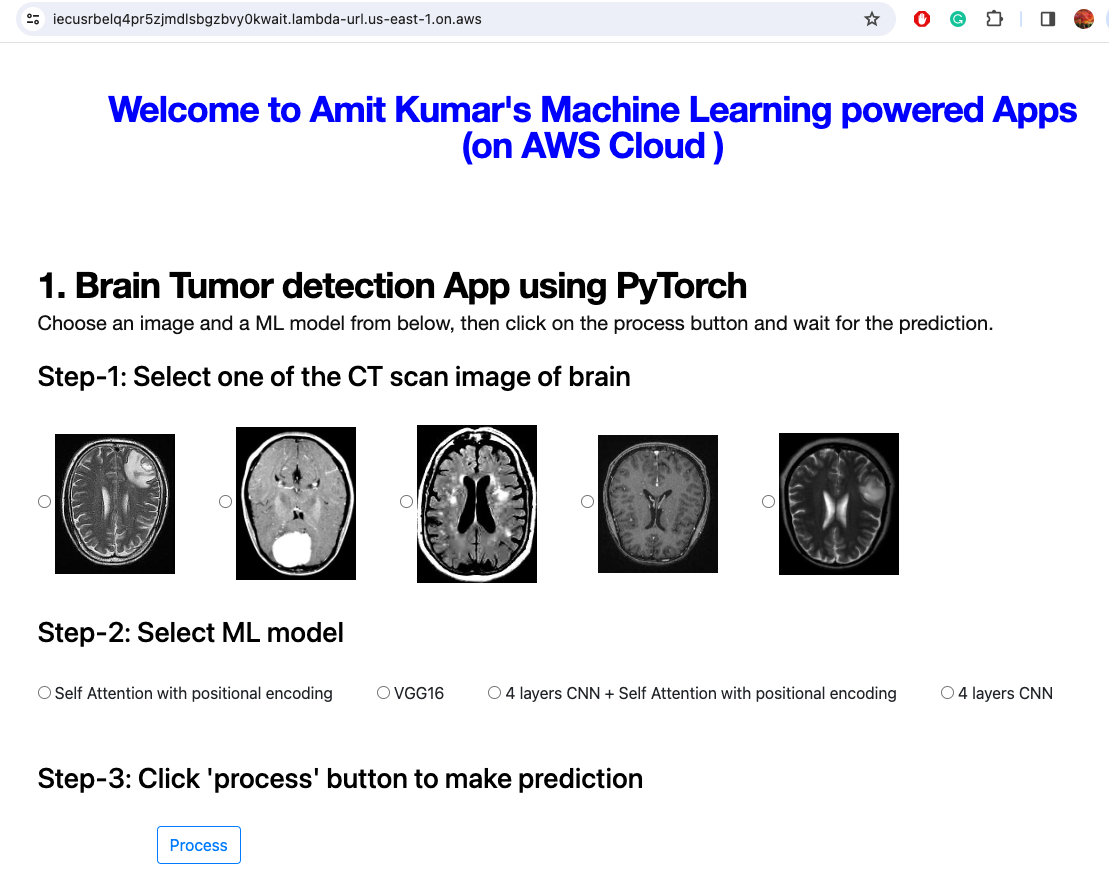 iecusrbelq4pr5zjmdlsbgzbvy0kwait.lambda-url.us-east-1.on.aws
Welcome to Amit Kumar's Machine Learning powered Apps
(on AWS Cloud )
1. Brain Tumor detection App using PyTorch
Choose an image and a ML model from below, then click on the process button and wait for the prediction.
Step-1: Select one of the CT scan image of brain
Step-2: Select ML model
Self Attention with positional encoding VGG16 4 layers CNN + Self Attention with positional encoding 4 layers CNN
Step-3: Click 'process' button to make prediction
Process